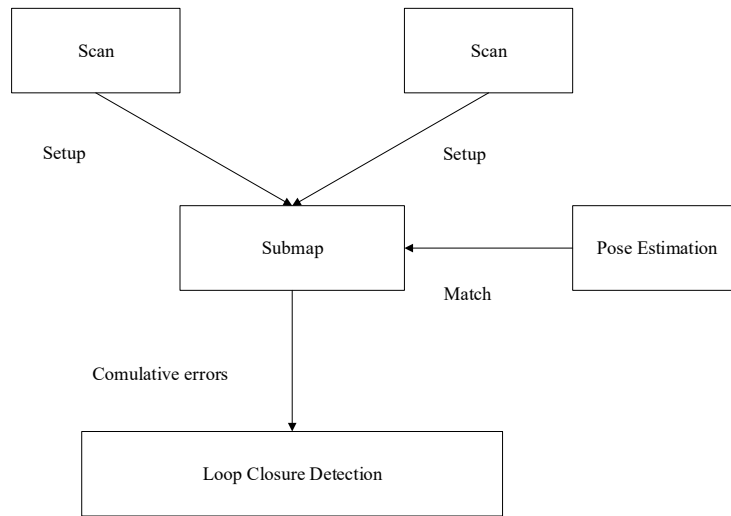 Scan
Scan
Setup
Setup
Submap
Pose Estimation
Match
Comulative errors
Loop Closure Detection